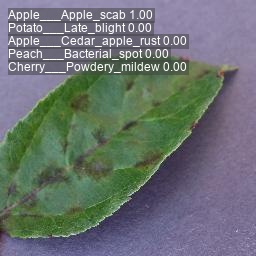 Apple___Apple_scab 1.00
Potato___Late_blight 0.00
Apple___Cedar_apple_rust 0.00
Peach___Bacterial_spot 0.00
Cherry___Powdery_mildew 0.00